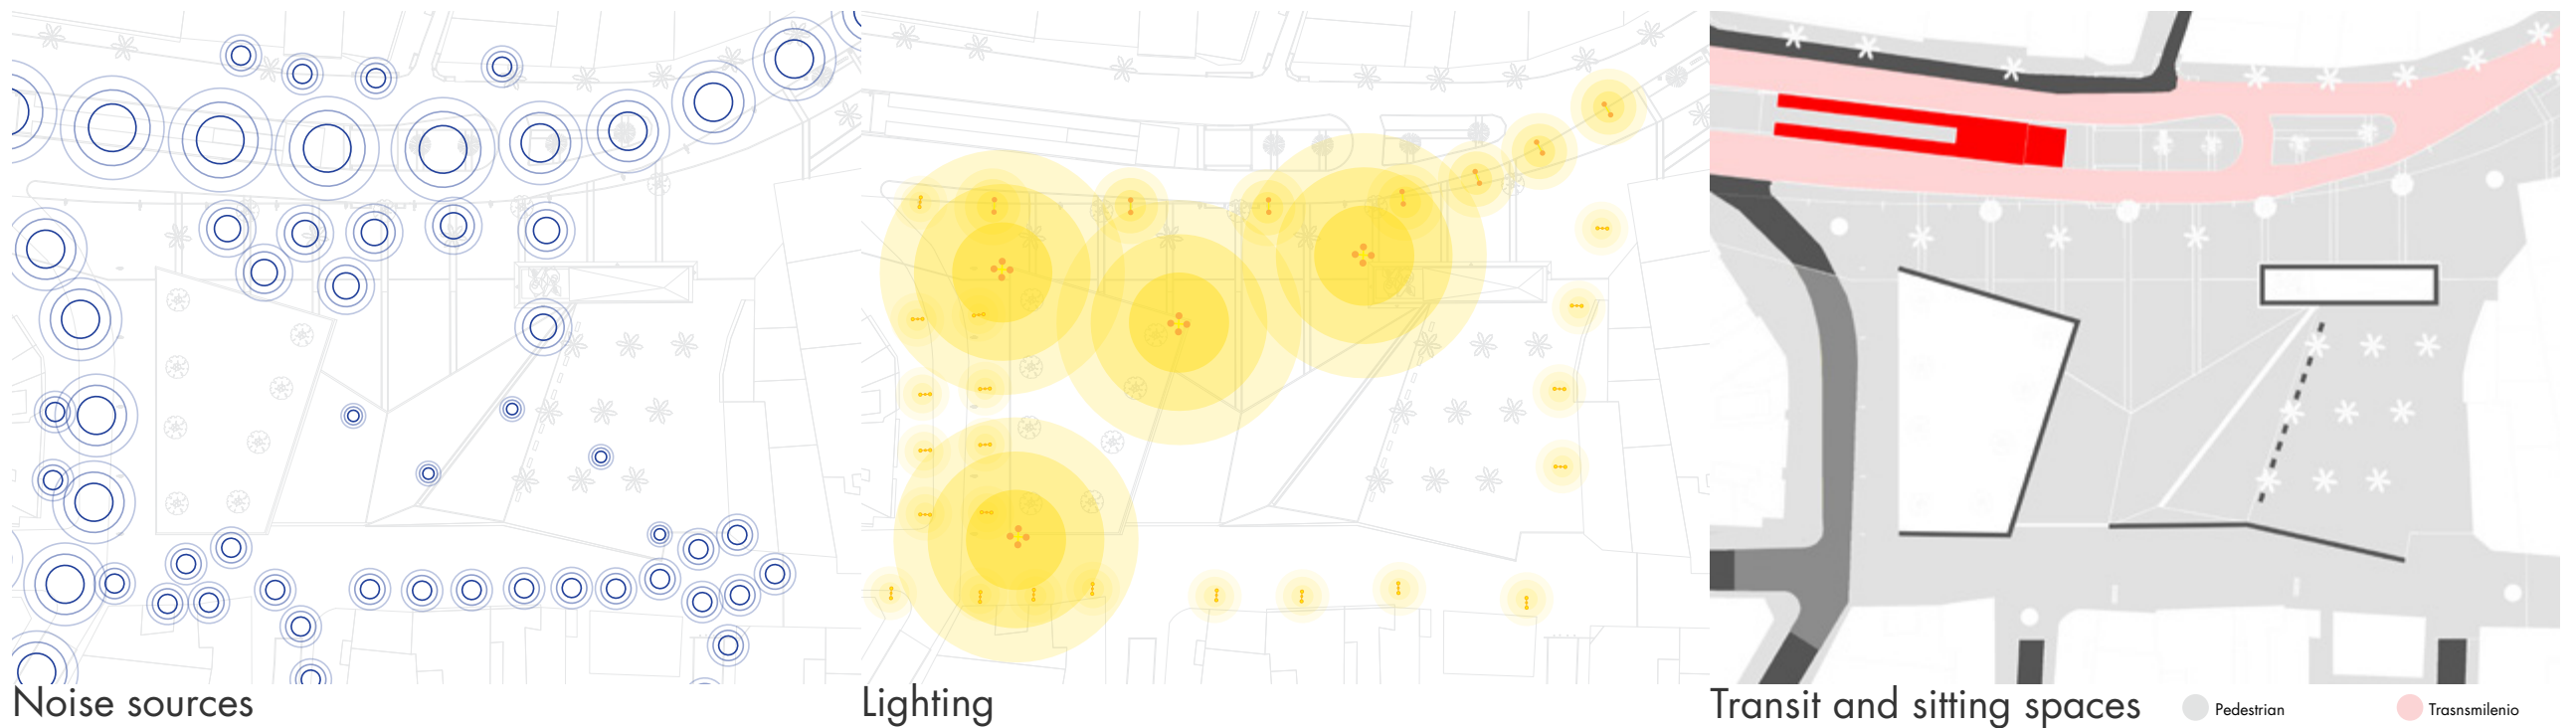 Noise sources
Lighting
Transit and sitting spaces
Pedestrian
Trasnsmilenio